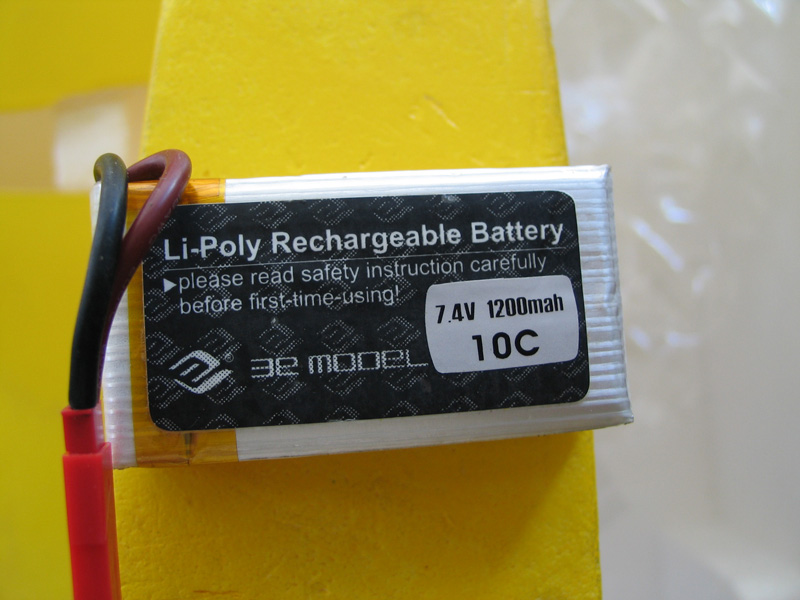 Li-Poly Rechargeable Battery
▶please read safety instruction carefully
before first-time-using!
7.4V 1200mah
10C
3E MODEL